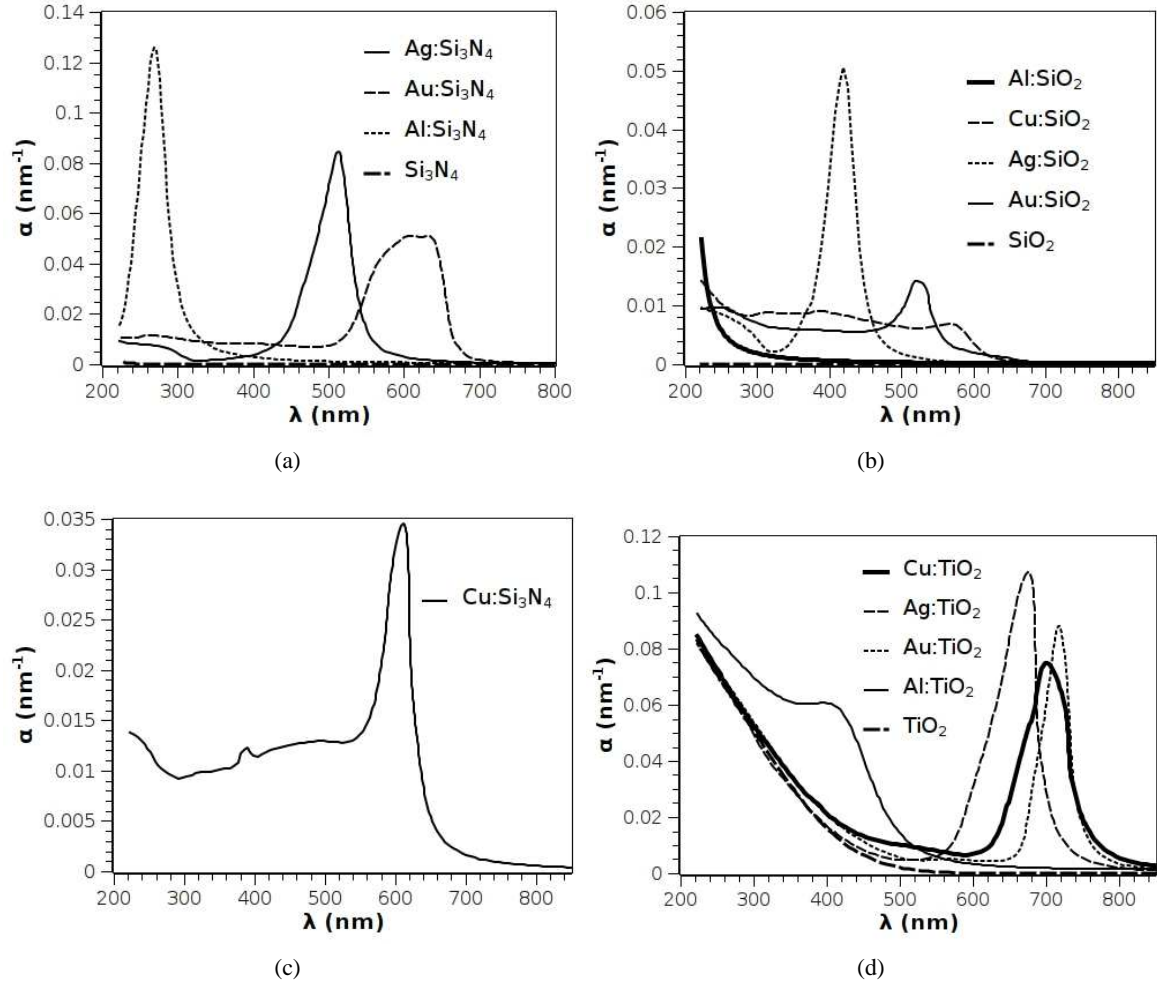 0.14
0.12
0.1
0.08
0.06
0.04
0.02
0
α (nm⁻¹)
Ag:Si₃N₄
Au:Si₃N₄
Al:Si₃N₄
Si₃N₄
200 300 400 500 600 700 800
λ (nm)
(a)
0.06
0.05
0.04
0.03
0.02
0.01
0
α (nm⁻¹)
Al:SiO₂
Cu:SiO₂
Ag:SiO₂
Au:SiO₂
SiO₂
200 300 400 500 600 700 800
λ (nm)
(b)
0.035
0.03
0.025
0.02
0.015
0.01
0.005
0
α (nm⁻¹)
Cu:Si₃N₄
200 300 400 500 600 700 800
λ (nm)
(c)
0.12
0.1
0.08
0.06
0.04
0.02
0
α (nm⁻¹)
Cu:TiO₂
Ag:TiO₂
Au:TiO₂
Al:TiO₂
TiO₂
200 300 400 500 600 700 800
λ (nm)
(d)